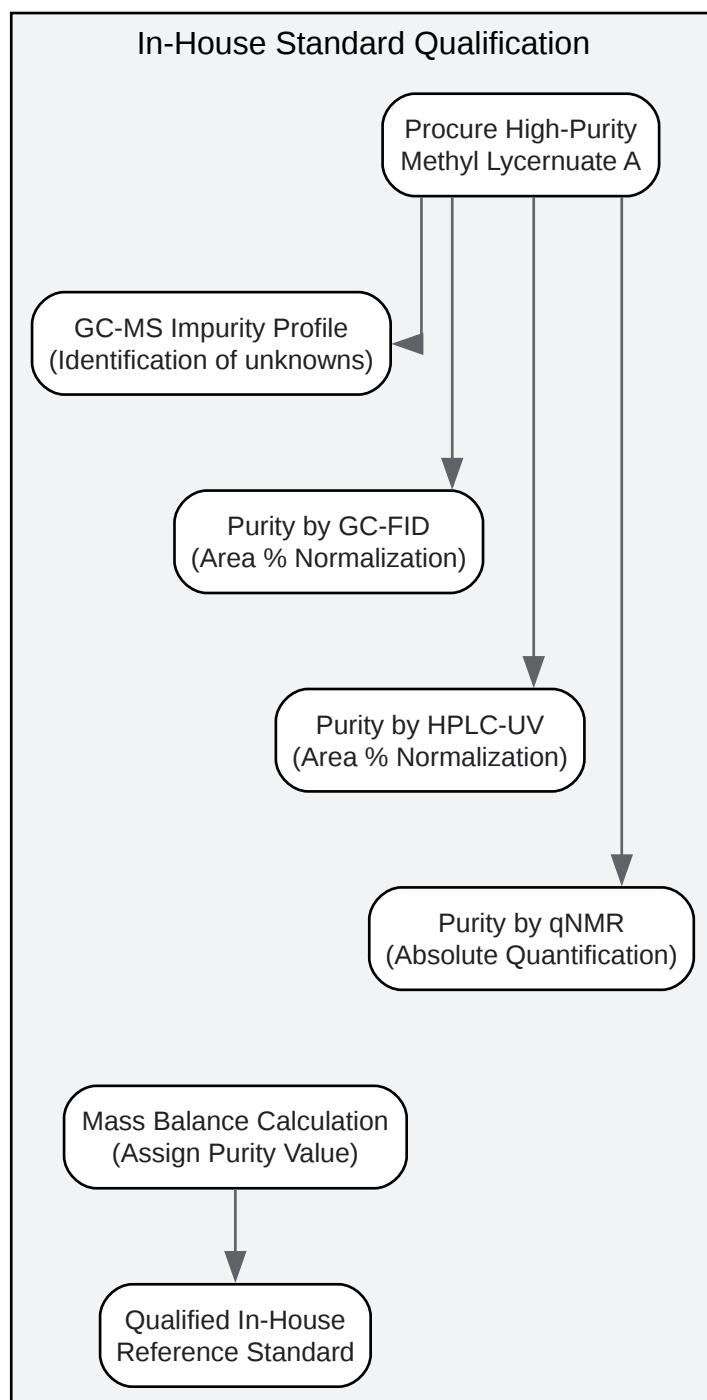 In-House Standard Qualification
Procure High-Purity
Methyl Lycernuate A
GC-MS Impurity Profile
(Identification of unknowns)
Purity by GC-FID
(Area % Normalization)
Purity by HPLC-UV
(Area % Normalization)
Purity by qNMR
(Absolute Quantification)
Mass Balance Calculation
(Assign Purity Value)
Qualified In-House
Reference Standard